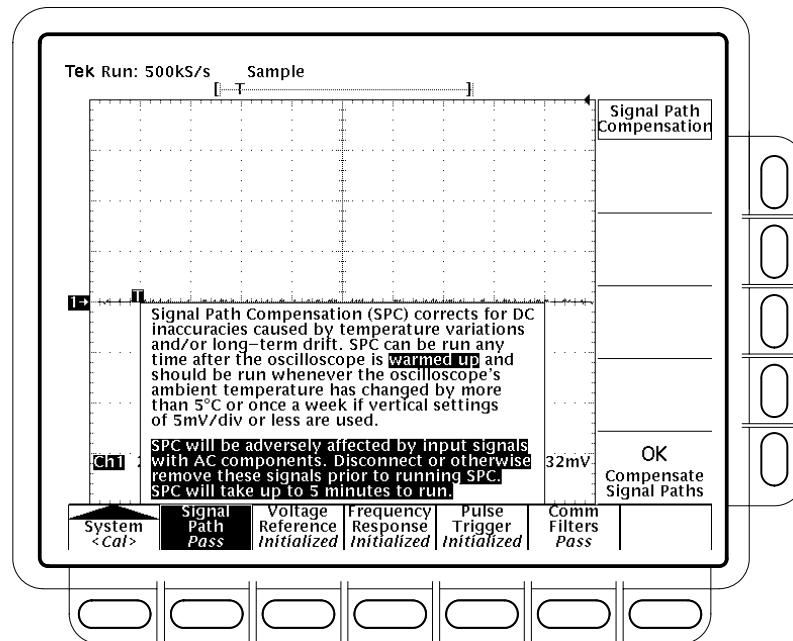 Tek Run: 500kS/s Sample
[ T ]
Signal Path
Compensation
T
1→
Signal Path Compensation (SPC) corrects for DC
inaccuracies caused by temperature variations
and/or long–term drift. SPC can be run any
time after the oscilloscope is warmed up and
should be run whenever the oscilloscope's
ambient temperature has changed by more
than 5°C or once a week if vertical settings
of 5mV/div or less are used.
SPC will be adversely affected by input signals
with AC components. Disconnect or otherwise
remove these signals prior to running SPC.
SPC will take up to 5 minutes to run.
Ch1
32mV
OK
Compensate
Signal Paths
System
<Cal>
Signal
Path
Pass
Voltage
Reference
Initialized
Frequency
Response
Initialized
Pulse
Trigger
Initialized
Comm
Filters
Pass